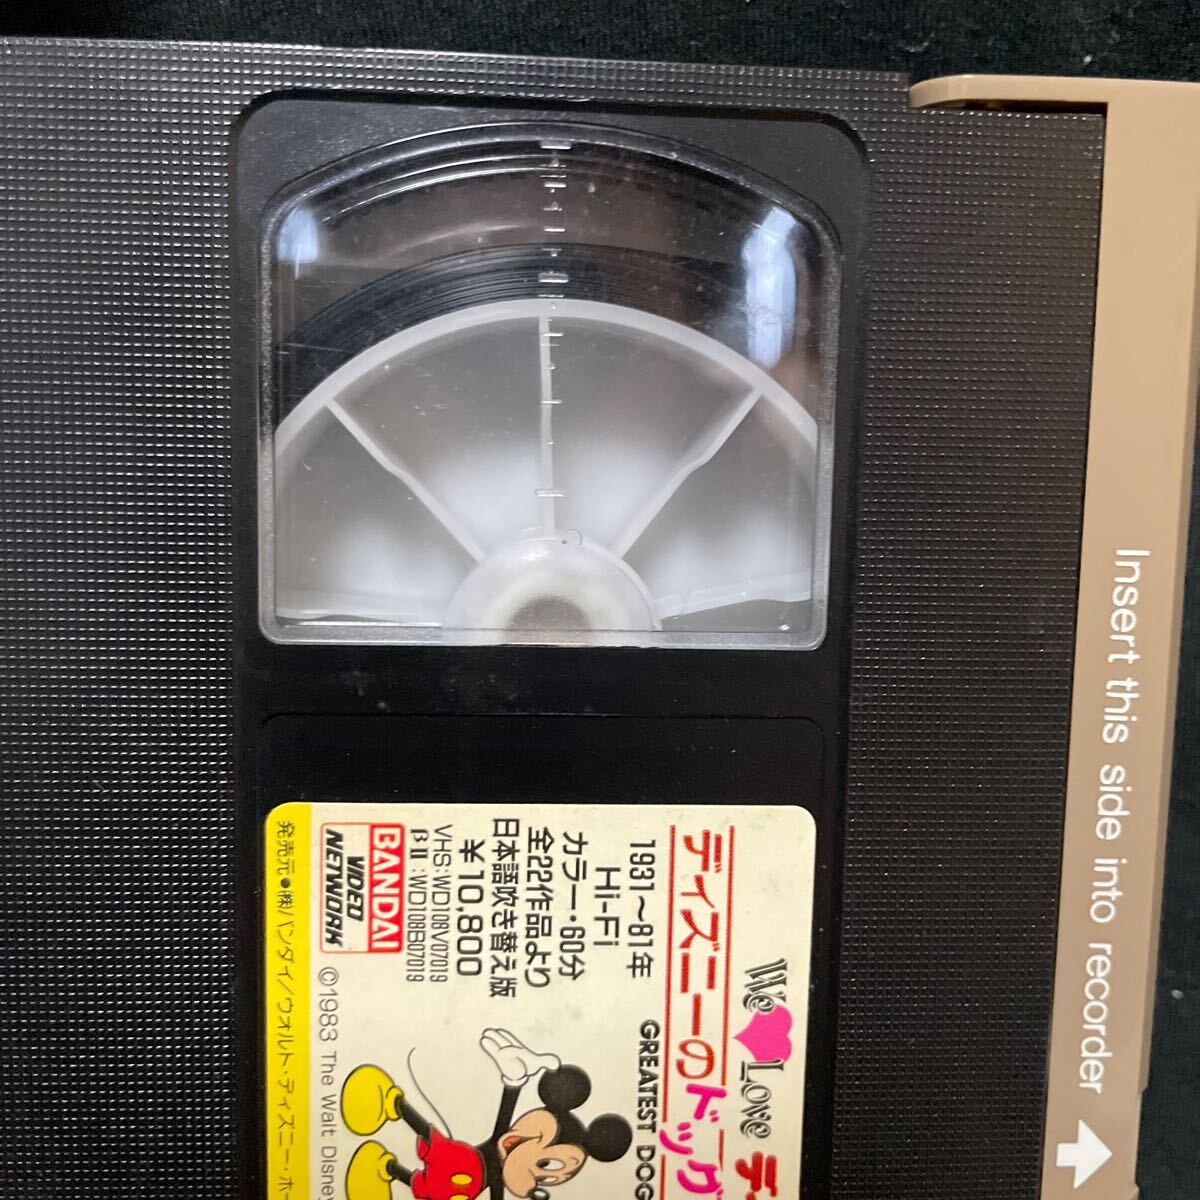 Insert this side into recorder
We Love デ
ディズニーのドッグ
GREATEST DOG
1931〜81年
Hi-Fi
カラー・60分
全22作品より
日本語吹き替え版
¥10,800
VHS:WD108V07019
βII:WD108B07019
BANDAI
VIDEO
NETWORK
©1983 The Walt Disney
発売元●(株)バンダイ/ウォルト・ディズニー・ホー